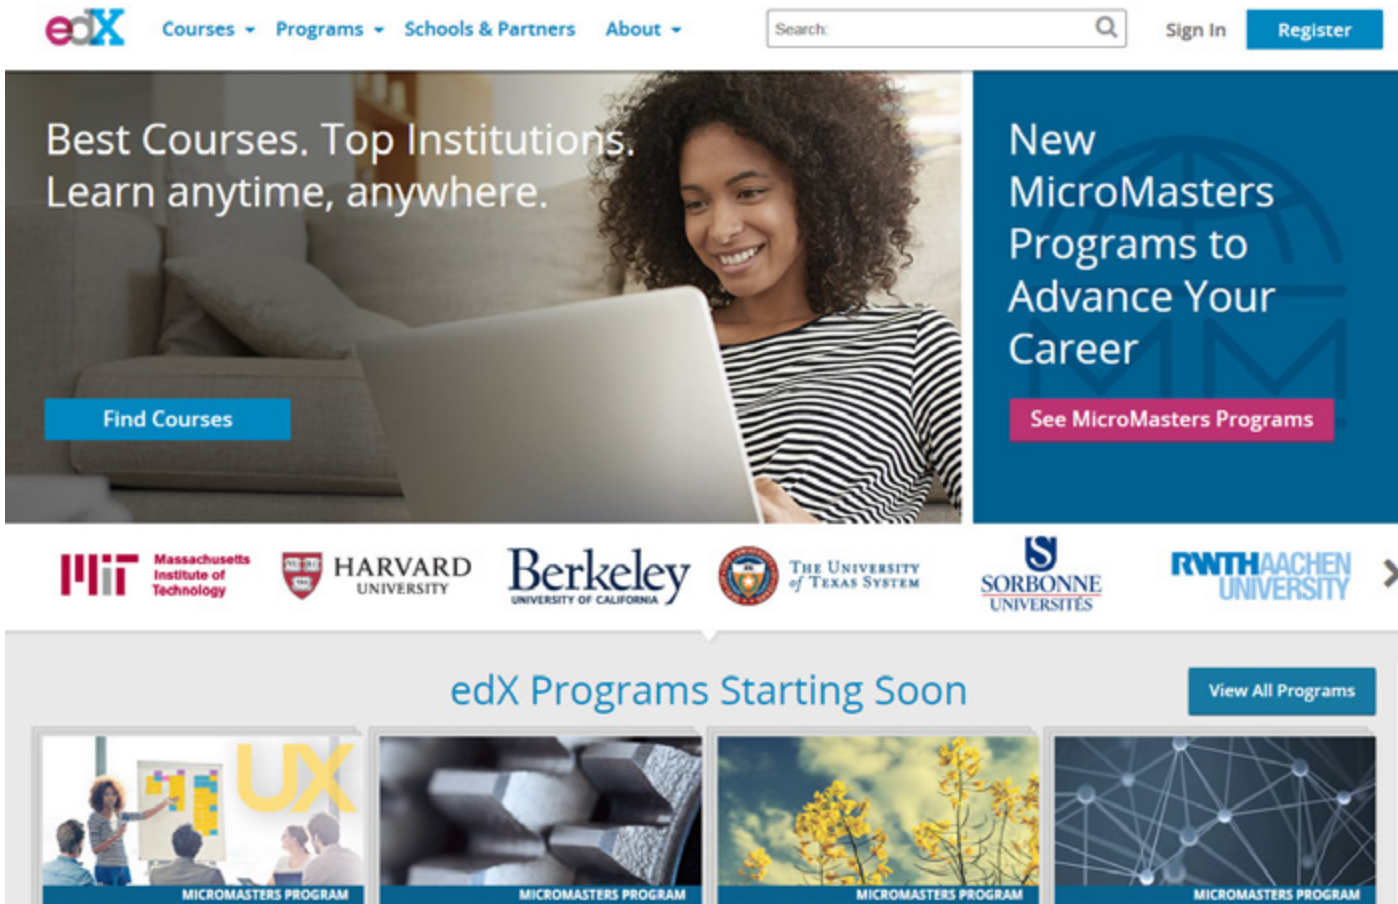 edX
Courses
Programs
Schools & Partners
About
Search:
Sign In
Register
Best Courses. Top Institutions.
Learn anytime, anywhere.
Find Courses
New
MicroMasters
Programs to
Advance Your
Career
See MicroMasters Programs
MIT
Massachusetts
Institute of
Technology
HARVARD
UNIVERSITY
Berkeley
UNIVERSITY OF CALIFORNIA
THE UNIVERSITY
of TEXAS SYSTEM
S
SORBONNE
UNIVERSITÉS
RWTHAACHEN
UNIVERSITY
edX Programs Starting Soon
View All Programs
UX
MICROMASTERS PROGRAM
MICROMASTERS PROGRAM
MICROMASTERS PROGRAM
MICROMASTERS PROGRAM